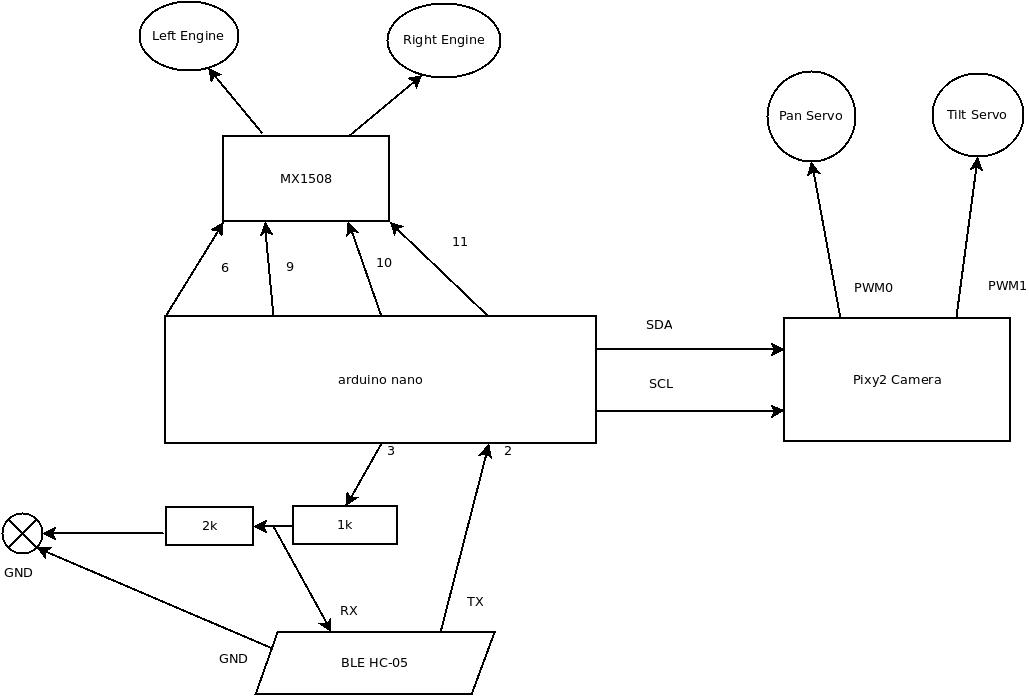 Left Engine
Right Engine
Pan Servo
Tilt Servo
MX1508
6
9
10
11
PWM0
PWM1
SDA
arduino nano
SCL
Pixy2 Camera
3
2
2k
1k
GND
RX
TX
GND
BLE HC-05